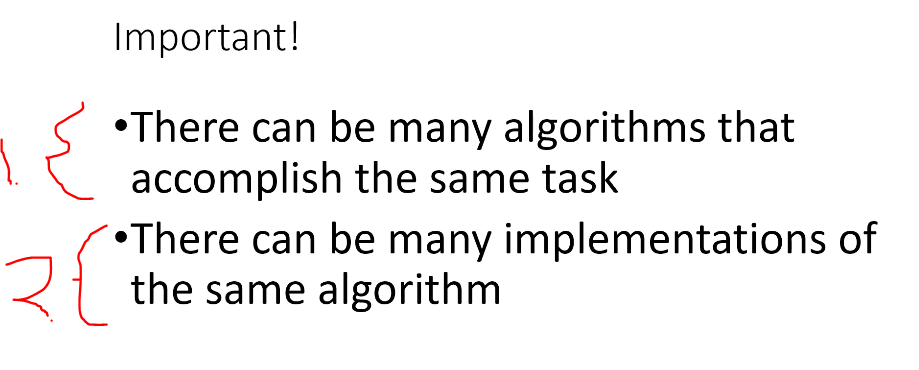 Important!
1. •There can be many algorithms that
accomplish the same task
2. •There can be many implementations of
the same algorithm